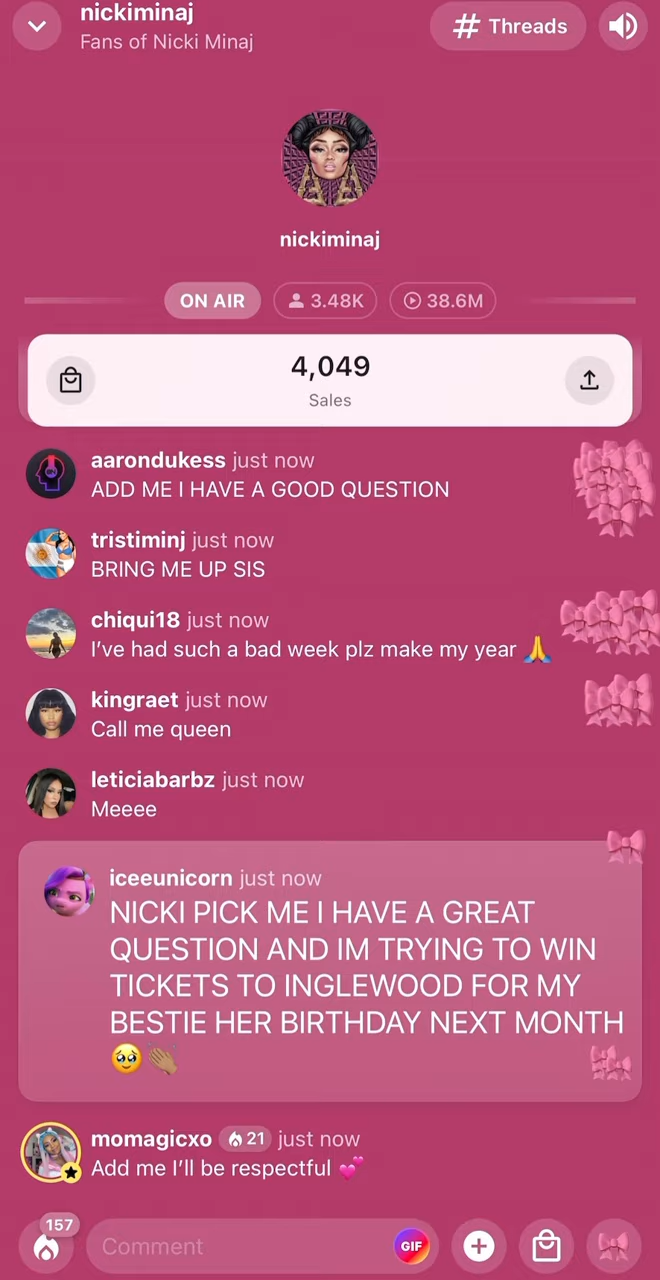 nickiminaj
Fans of Nicki Minaj
# Threads
nickiminaj
ON AIR
3.48K
38.6M
4,049
Sales
aarondukess just now
ADD ME I HAVE A GOOD QUESTION
tristiminj just now
BRING ME UP SIS
chiqui18 just now
I’ve had such a bad week plz make my year 🙏
kingraet just now
Call me queen
leticiabarbz just now
Meeee
iceeunicorn just now
NICKI PICK ME I HAVE A GREAT
QUESTION AND IM TRYING TO WIN
TICKETS TO INGLEWOOD FOR MY
BESTIE HER BIRTHDAY NEXT MONTH
🥹👏🏽
momagicxo 21 just now
Add me I’ll be respectful 💕
157
Comment
GIF